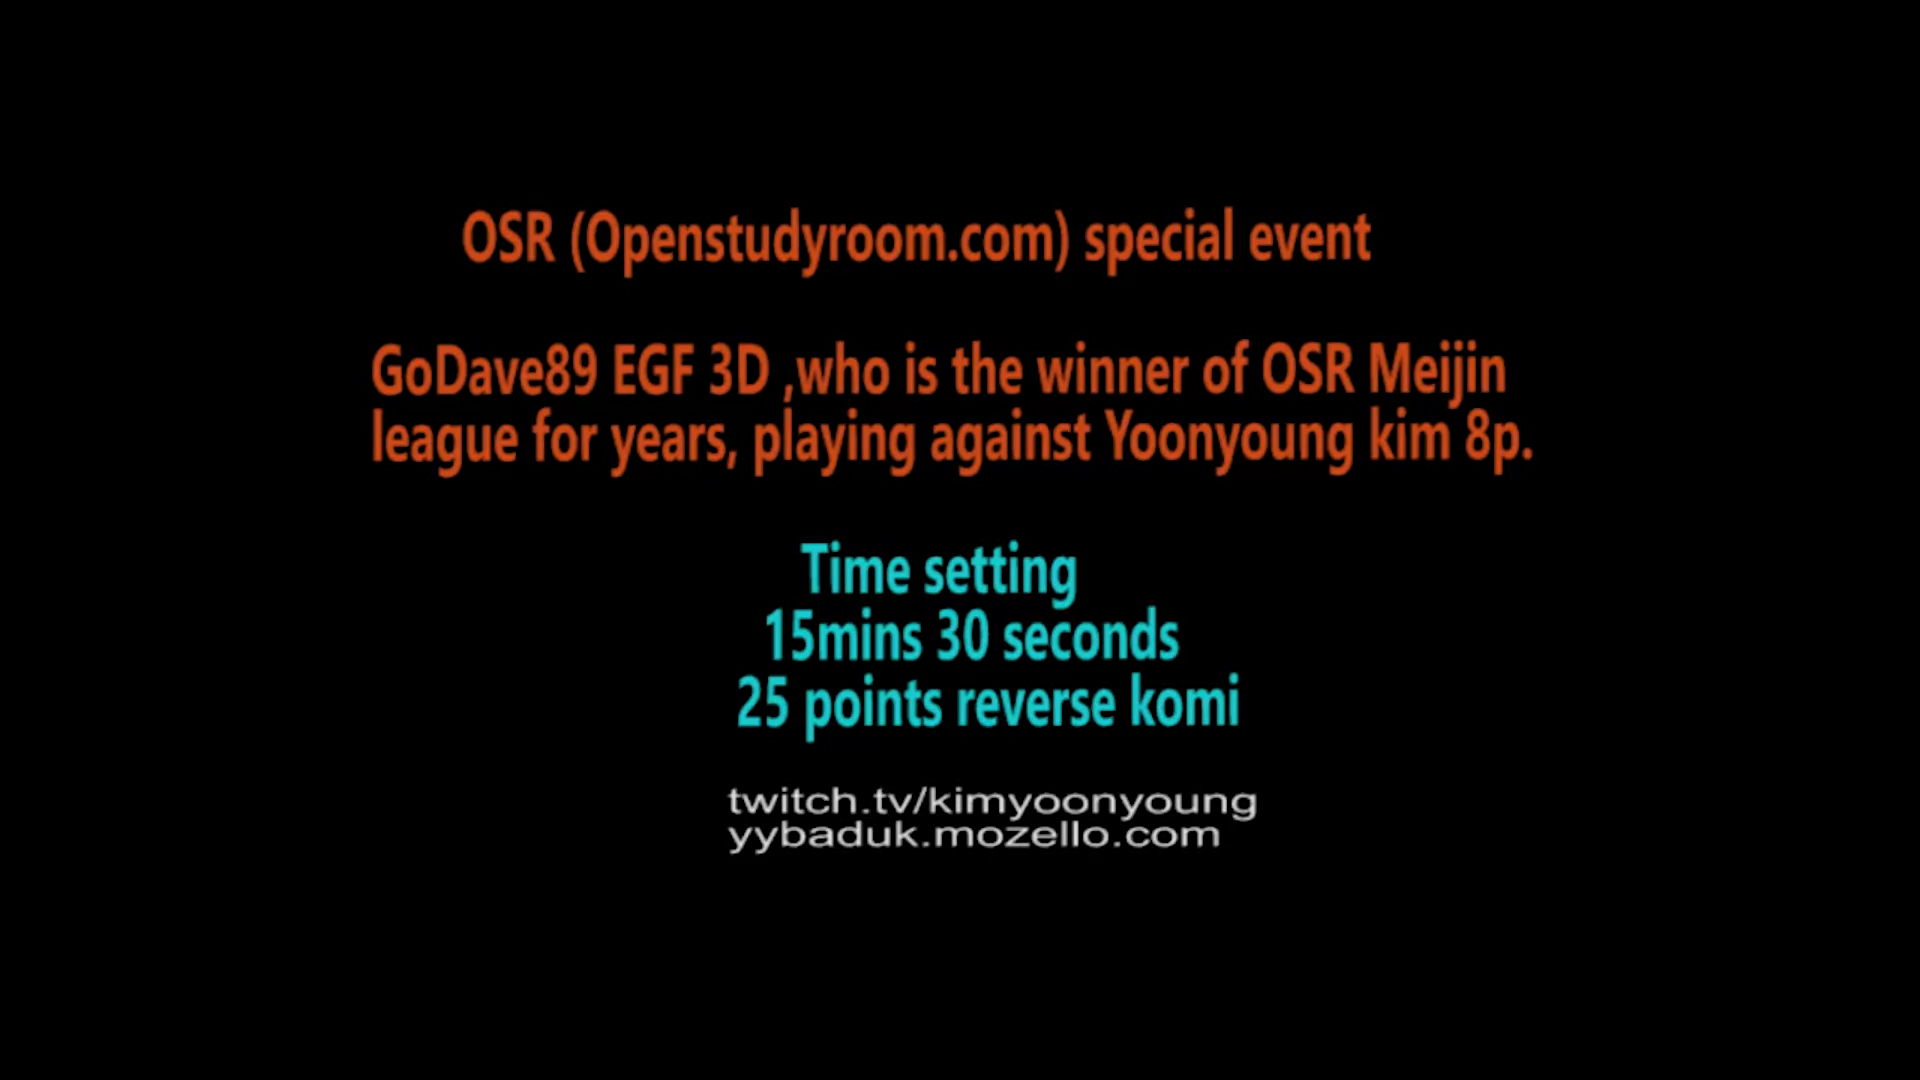 OSR (Openstudyroom.com) special event
GoDave89 EGF 3D ,who is the winner of OSR Meijin
league for years, playing against Yoonyoung kim 8p.
Time setting
15mins 30 seconds
25 points reverse komi
twitch.tv/kimyoonyoung
yybaduk.mozello.com